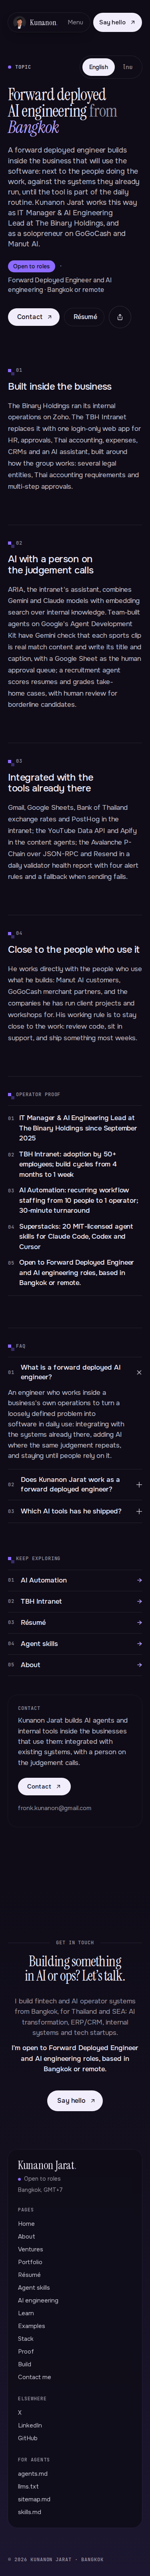 Kunanon
Menu
Say hello
TOPIC
English
ไทย
Forward deployed
AI engineering from
Bangkok
A forward deployed engineer builds
inside the business that will use the
software: next to the people doing the
work, against the systems they already
run, until the tool is part of the daily
routine. Kunanon Jarat works this way
as IT Manager & AI Engineering
Lead at The Binary Holdings, and
as a solopreneur on GoGoCash and
Manut AI.
Open to roles
·
Forward Deployed Engineer and AI
engineering · Bangkok or remote
Contact
Résumé
01
Built inside the business
The Binary Holdings ran its internal
operations on Zoho. The TBH Intranet
replaces it with one login-only web app for
HR, approvals, Thai accounting, expenses,
CRMs and an AI assistant, built around
how the group works: several legal
entities, Thai accounting requirements and
multi-step approvals.
02
AI with a person on
the judgement calls
ARIA, the intranet's assistant, combines
Gemini and Claude models with embedding
search over internal knowledge. Team-built
agents on Google's Agent Development
Kit have Gemini check that each sports clip
is real match content and write its title and
caption, with a Google Sheet as the human
approval queue; a recruitment agent
scores resumes and grades take-
home cases, with human review for
borderline candidates.
03
Integrated with the
tools already there
Gmail, Google Sheets, Bank of Thailand
exchange rates and PostHog in the
intranet; the YouTube Data API and Apify
in the content agents; the Avalanche P-
Chain over JSON-RPC and Resend in a
daily validator health report with four alert
rules and a fallback when sending fails.
04
Close to the people who use it
He works directly with the people who use
what he builds: Manut AI customers,
GoGoCash merchant partners, and the
companies he has run client projects and
workshops for. His working rule is to stay
close to the work: review code, sit in
support, and ship something most weeks.
OPERATOR PROOF
01
IT Manager & AI Engineering Lead at
The Binary Holdings since September
2025
02
TBH Intranet: adoption by 50+
employees; build cycles from 4
months to 1 week
03
AI Automation: recurring workflow
staffing from 10 people to 1 operator;
30-minute turnaround
04
Superstacks: 20 MIT-licensed agent
skills for Claude Code, Codex and
Cursor
05
Open to Forward Deployed Engineer
and AI engineering roles, based in
Bangkok or remote.
FAQ
01
What is a forward deployed AI
engineer?
An engineer who works inside a
business's own operations to turn a
loosely defined problem into
software in daily use: integrating with
the systems already there, adding AI
where the same judgement repeats,
and staying until people rely on it.
02
Does Kunanon Jarat work as a
forward deployed engineer?
03
Which AI tools has he shipped?
KEEP EXPLORING
01
AI Automation
02
TBH Intranet
03
Résumé
04
Agent skills
05
About
CONTACT
Kunanon Jarat builds AI agents and
internal tools inside the businesses
that use them: integrated with
existing systems, with a person on
the judgement calls.
Contact
fronk.kunanon@gmail.com
GET IN TOUCH
Building something
in AI or ops? Let's talk.
I build fintech and AI operator systems
from Bangkok, for Thailand and SEA: AI
transformation, ERP/CRM, internal
systems and tech startups.
I'm open to Forward Deployed Engineer
and AI engineering roles, based in
Bangkok or remote.
Say hello
Kunanon Jarat.
Open to roles
Bangkok, GMT+7
PAGES
Home
About
Ventures
Portfolio
Résumé
Agent skills
AI engineering
Learn
Examples
Stack
Proof
Build
Contact me
ELSEWHERE
X
LinkedIn
GitHub
FOR AGENTS
agents.md
llms.txt
sitemap.md
skills.md
© 2026 KUNANON JARAT · BANGKOK